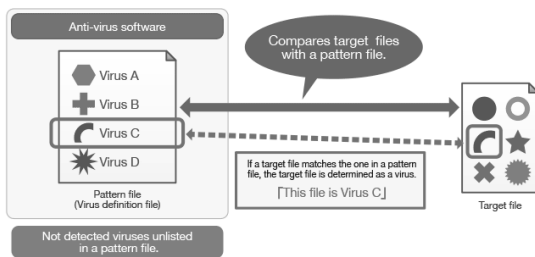 Anti-virus software
Virus A
Virus B
Virus C
Virus D
Pattern file
(Virus definition file)
Not detected viruses unlisted
in a pattern file.
Compares target files
with a pattern file.
If a target file matches the one in a pattern
file, the target file is determined as a virus.
「This file is Virus C」
Target file